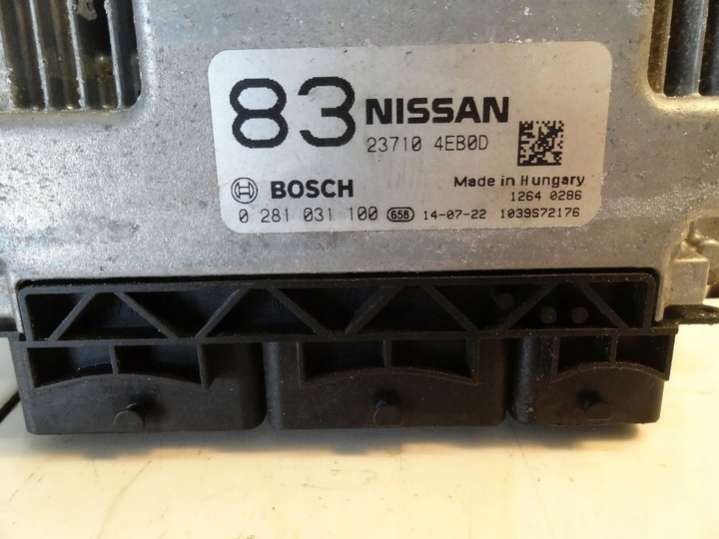 83 NISSAN
23710 4EB0D
BOSCH
Made in Hungary
1264 0286
0 281 031 100 658 14-07-22 1039S72176